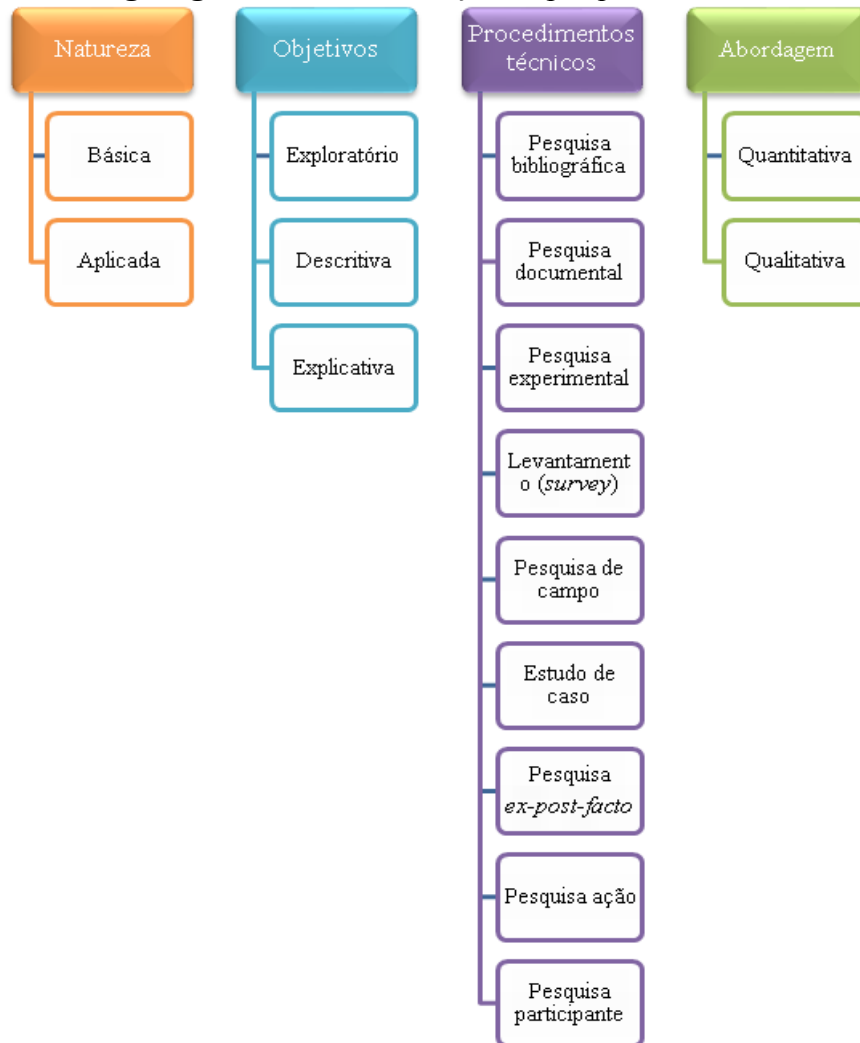 Natureza
Básica
Aplicada
Objetivos
Exploratório
Descritiva
Explicativa
Procedimentos
técnicos
Pesquisa
bibliográfica
Pesquisa
documental
Pesquisa
experimental
Levantament
o (survey)
Pesquisa de
campo
Estudo de
caso
Pesquisa
ex-post-facto
Pesquisa ação
Pesquisa
participante
Abordagem
Quantitativa
Qualitativa